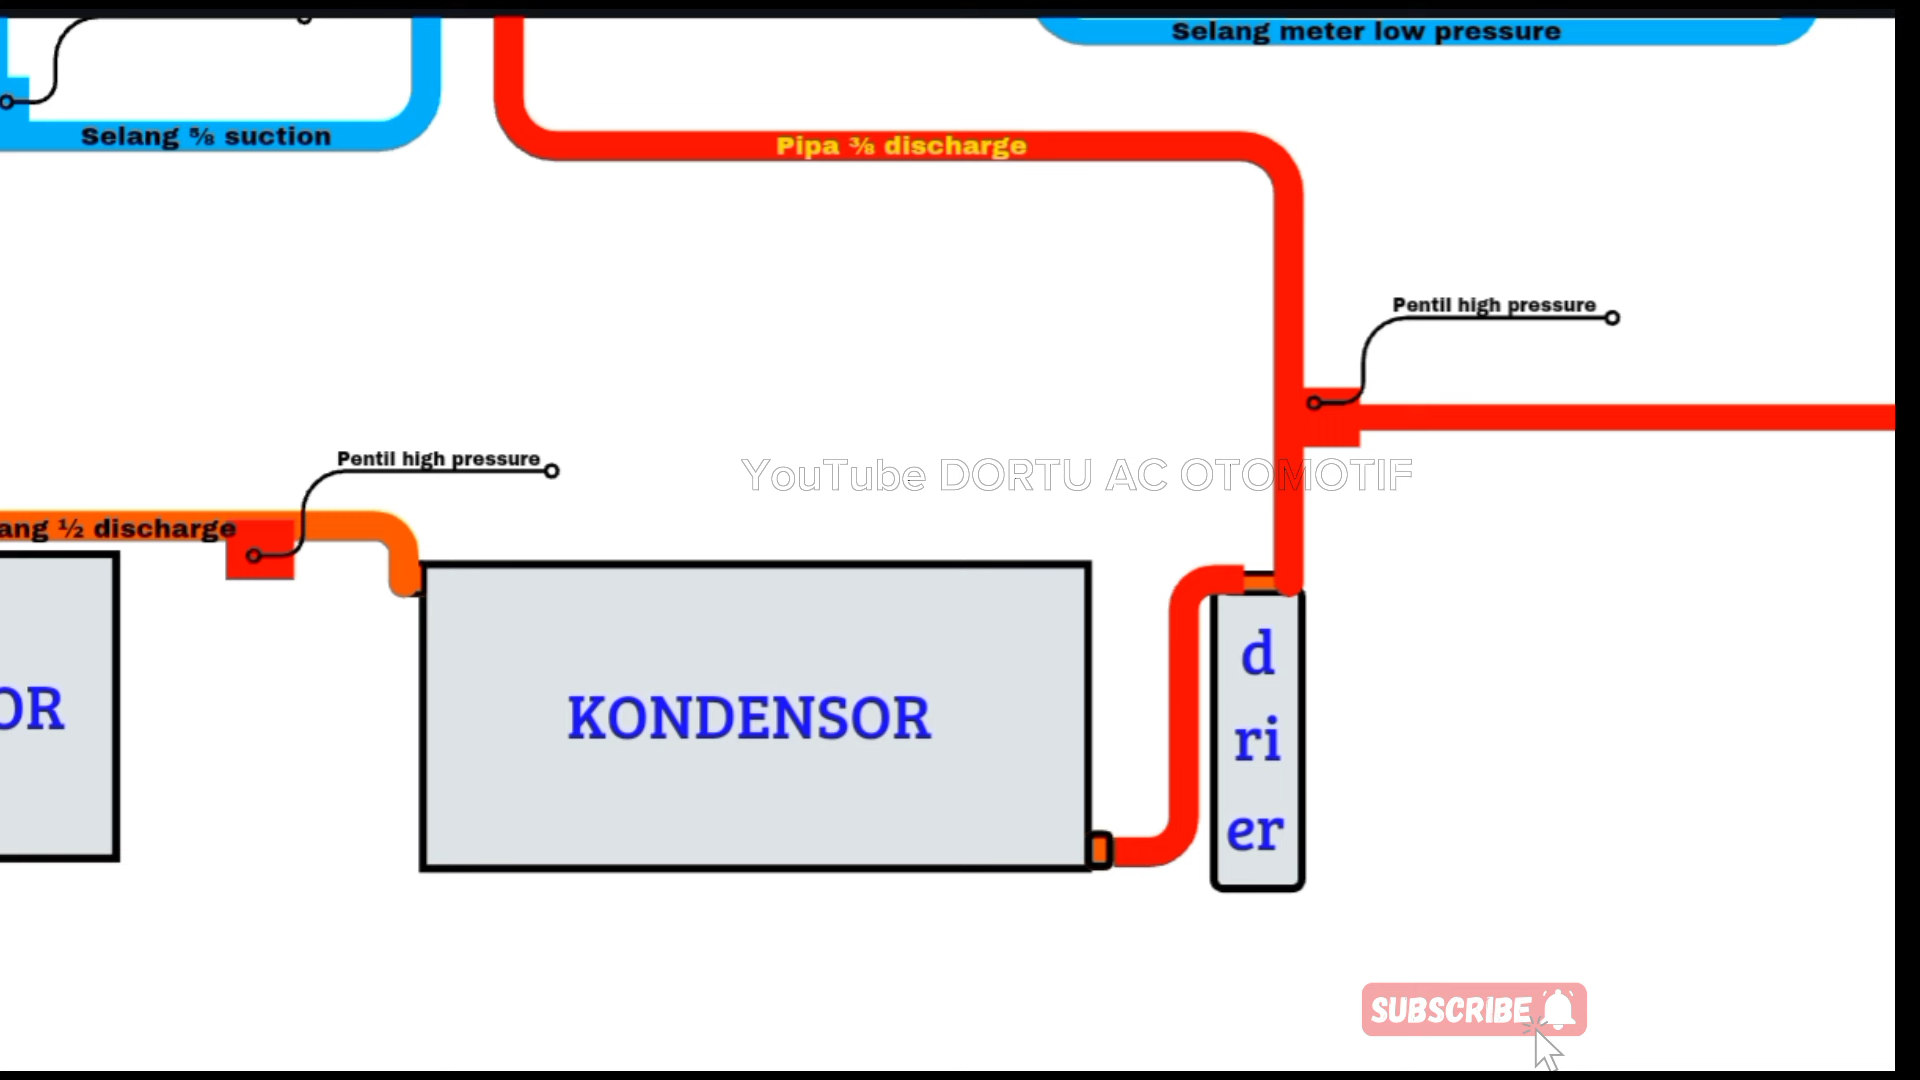 Selang meter low pressure
Selang ⅝ suction
Pipa ⅜ discharge
Pentil high pressure
Pentil high pressure
YouTube DORTU AC OTOMOTIF
ang ½ discharge
OR
KONDENSOR
d
ri
er
SUBSCRIBE